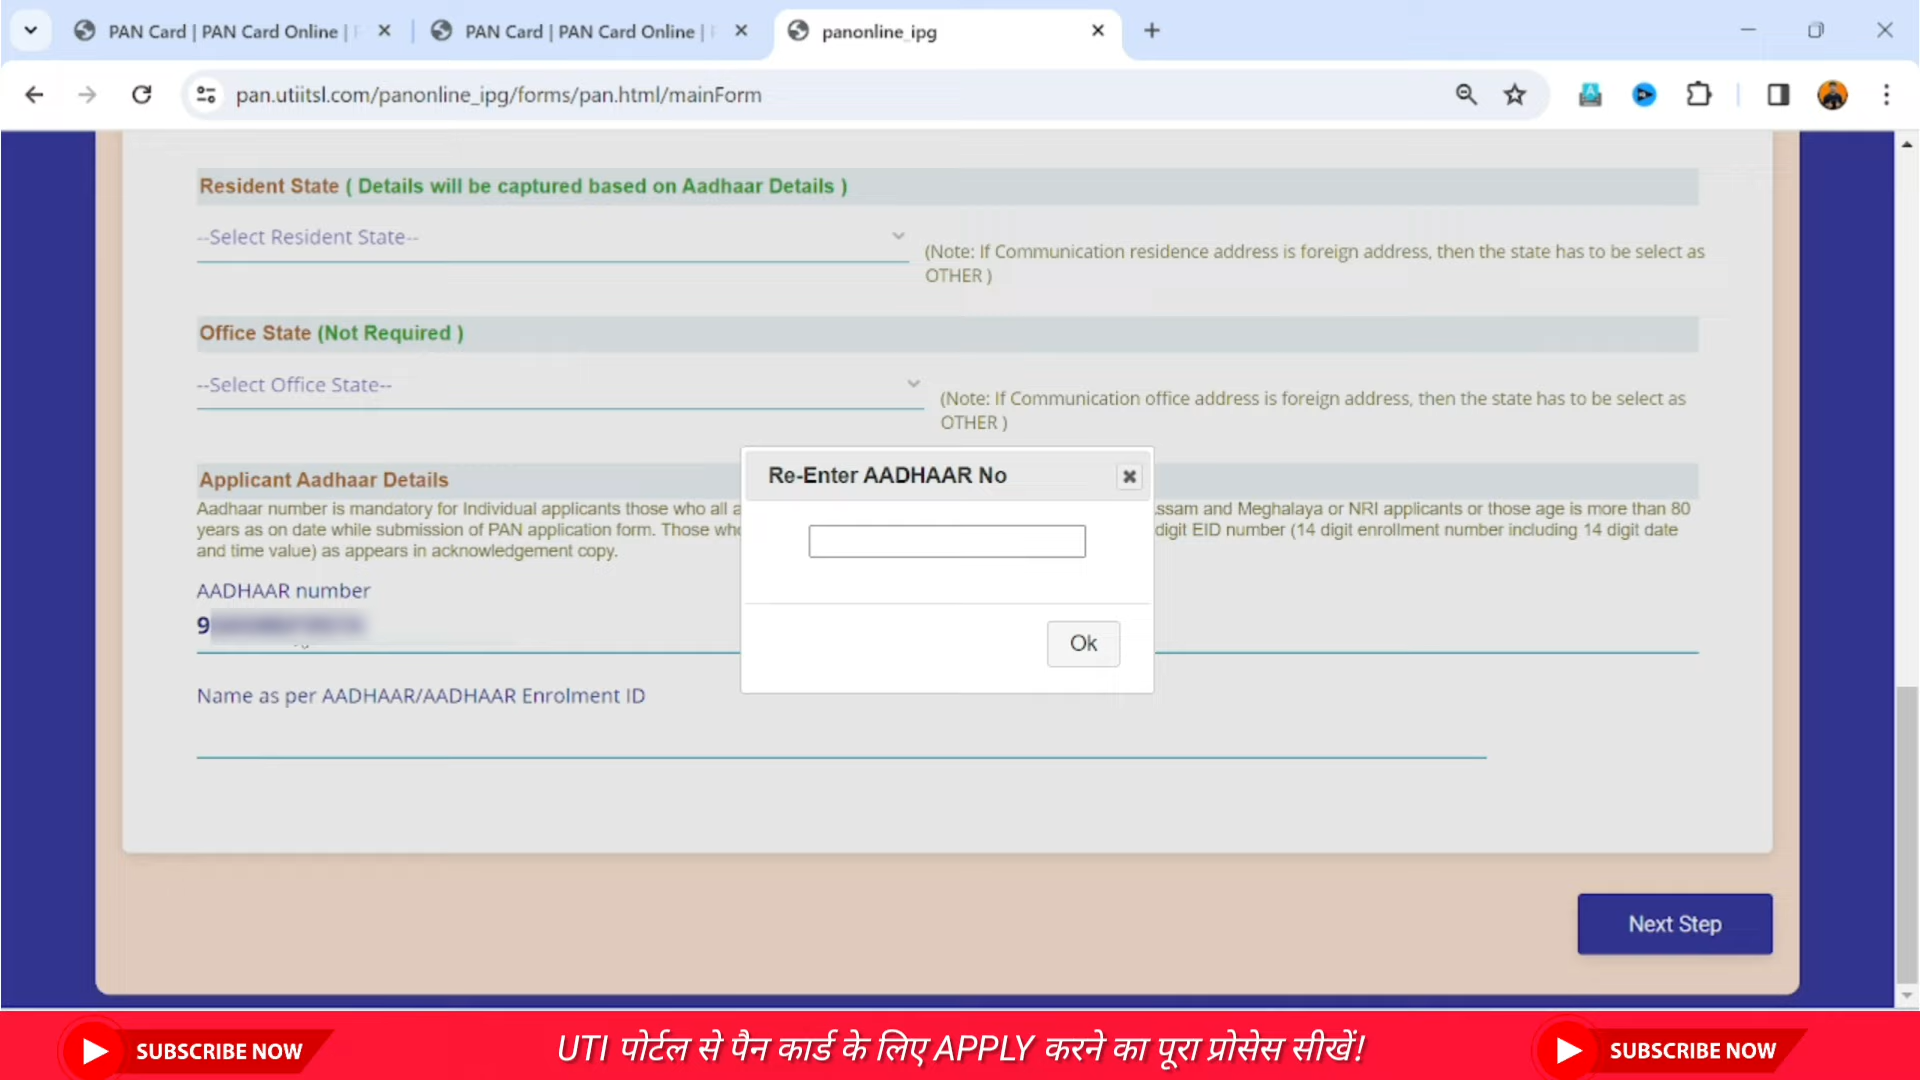 PAN Card | PAN Card Online |
PAN Card | PAN Card Online |
panonline_ipg
pan.utiitsl.com/panonline_ipg/forms/pan.html/mainForm
Resident State ( Details will be captured based on Aadhaar Details )
--Select Resident State--
(Note: If Communication residence address is foreign address, then the state has to be select as
OTHER )
Office State (Not Required )
--Select Office State--
(Note: If Communication office address is foreign address, then the state has to be select as
OTHER )
Applicant Aadhaar Details
Aadhaar number is mandatory for Individual applicants those who all a
ssam and Meghalaya or NRI applicants or those age is more than 80
years as on date while submission of PAN application form. Those who
digit EID number (14 digit enrollment number including 14 digit date
and time value) as appears in acknowledgement copy.
Re-Enter AADHAAR No
Ok
AADHAAR number
9
Name as per AADHAAR/AADHAAR Enrolment ID
Next Step
SUBSCRIBE NOW
UTI पोर्टल से पैन कार्ड के लिए APPLY करने का पूरा प्रोसेस सीखें!
SUBSCRIBE NOW